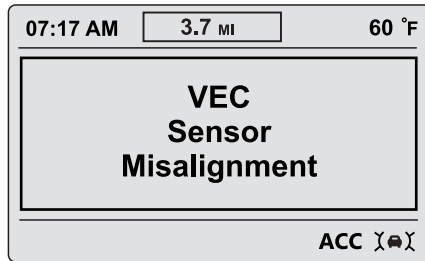 07:17 AM 3.7 MI 60 °F
VEC
Sensor
Misalignment
ACC